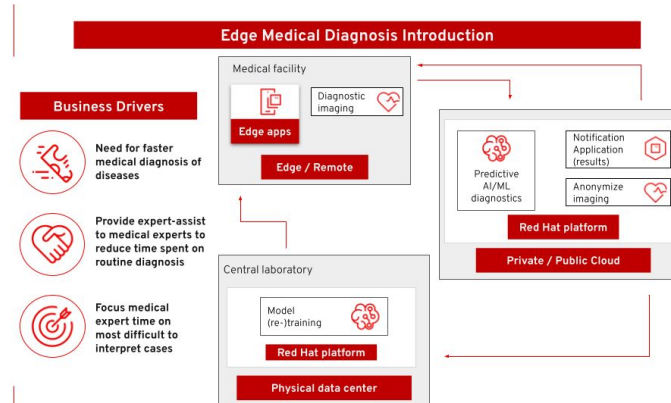 Edge Medical Diagnosis Introduction
Business Drivers
Need for faster
medical diagnosis of
diseases
Provide expert-assist
to medical experts to
reduce time spent on
routine diagnosis
Focus medical
expert time on
most difficult to
interpret cases
Medical facility
Edge apps
Diagnostic
imaging
Edge / Remote
Predictive
AI/ML
diagnostics
Notification
Application
(results)
Anonymize
imaging
Red Hat platform
Private / Public Cloud
Central laboratory
Model
(re-)training
Red Hat platform
Physical data center